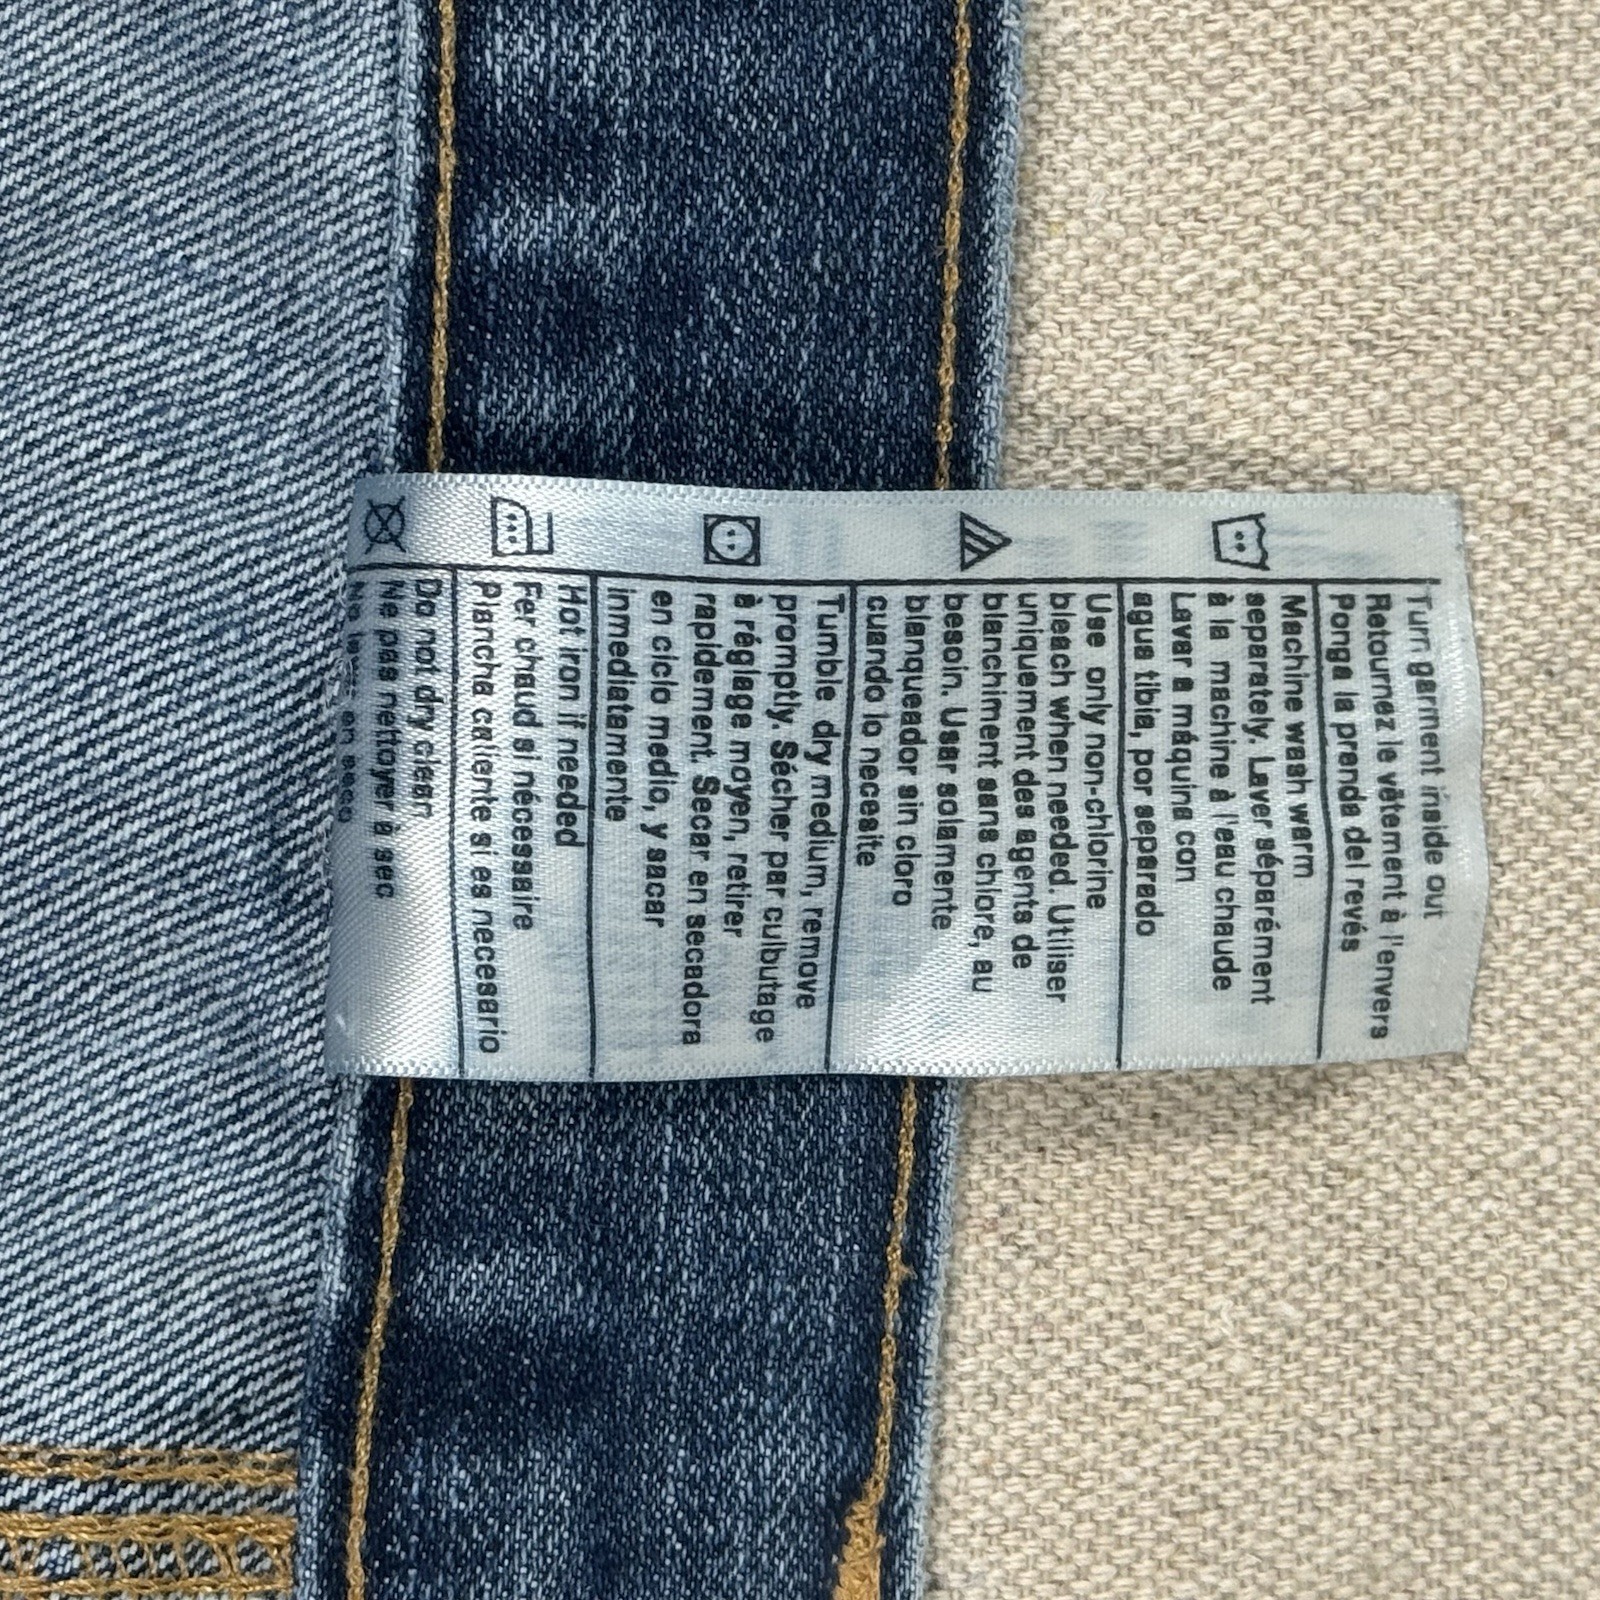 Turn garment inside out
Retournez le vêtement à l'envers
Ponga la prenda del revés
Machine wash warm
separately. Laver séparément
à la machine à l'eau chaude
Lavar a máquina con
agua tibia, por separado
Use only non-chlorine
bleach when needed. Utiliser
uniquement des agents de
blanchiment sans chlore, au
besoin. Usar solamente
blanqueador sin cloro
cuando lo necesite
Tumble dry medium, remove
promptly. Sécher par culbutage
à réglage moyen, retirer
rapidement. Secar en secadora
en ciclo medio, y sacar
inmediatamente
Hot iron if needed
Fer chaud si nécessaire
Plancha caliente si es necesario
Do not dry clean
Ne pas nettoyer à sec
No en seco